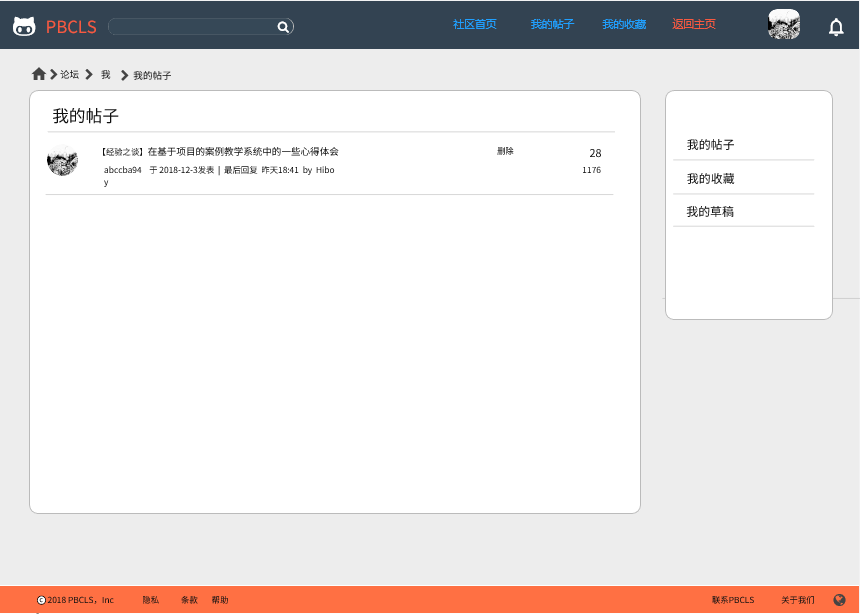 PBCLS 社区首页 我的帖子 我的收藏 返回主页
论坛 我 我的帖子
我的帖子
【经验之谈】在基于项目的案例教学系统中的一些心得体会 删除 28
abccba94 于 2018-12-3发表 | 最后回复 昨天18:41 by Hibo
y
1176
我的帖子
我的收藏
我的草稿
©2018 PBCLS，Inc 隐私 条款 帮助 联系PBCLS 关于我们